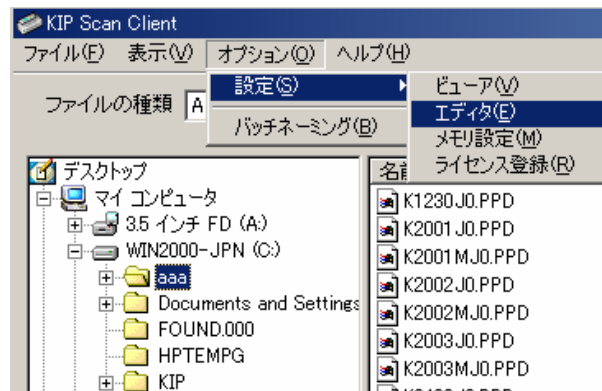 KIP Scan Client
ファイル(F) 表示(V) オプション(O) ヘルプ(H)
設定(S)
バッチネーミング(B)
ビューア(V)
エディタ(E)
メモリ設定(M)
ライセンス登録(R)
ファイルの種類 A
デスクトップ
マイ コンピュータ
3.5 インチ FD (A:)
WIN2000-JPN (C:)
aaa
Documents and Settings
FOUND.000
HPTEMPG
KIP
名前
K1230J0.PPD
K2001J0.PPD
K2001MJ0.PPD
K2002J0.PPD
K2002MJ0.PPD
K2003J0.PPD
K2003MJ0.PPD